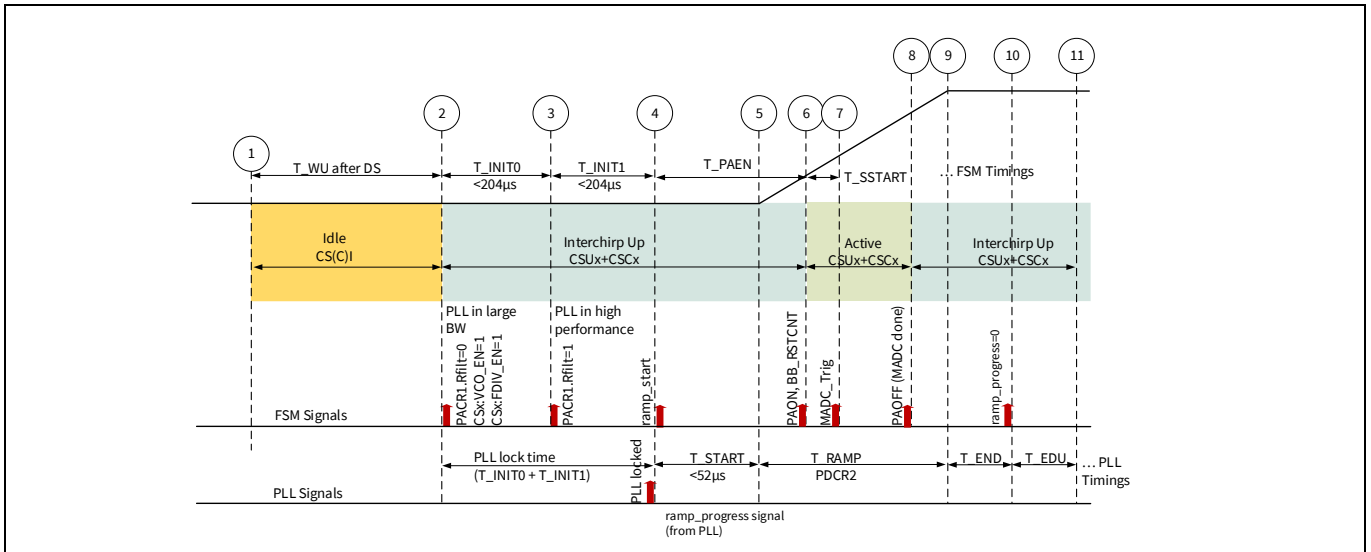 8
9
10
11
2
3
4
5
6
7
1
T_WU after DS
T_INIT0
<204µs
T_INIT1
<204µs
T_PAEN
T_SSTART
... FSM Timings
Idle
CS(C)I
Interchirp Up
CSUx+CSCx
Active
CSUx+CSCx
Interchirp Up
CSUx+CSCx
PLL in large
BW
PLL in high
performance
PACR1.Rfilt=0
CSx:VCO_EN=1
CSx:FDIV_EN=1
PACR1.Rfilt=1
ramp_start
PAON, BB_RSTCNT
MADC_Trig
PAOFF (MADC done)
ramp_progress=0
FSM Signals
PLL lock time
(T_INIT0 + T_INIT1)
PLL locked
T_START
<52µs
T_RAMP
PDCR2
T_END
T_EDU
... PLL
Timings
PLL Signals
ramp_progress signal
(from PLL)